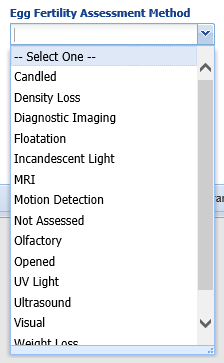 Egg Fertility Assessment Method
-- Select One --
Candled
Density Loss
Diagnostic Imaging
Floatation
Incandescent Light
MRI
Motion Detection
Not Assessed
Olfactory
Opened
UV Light
Ultrasound
Visual
Weight Loss